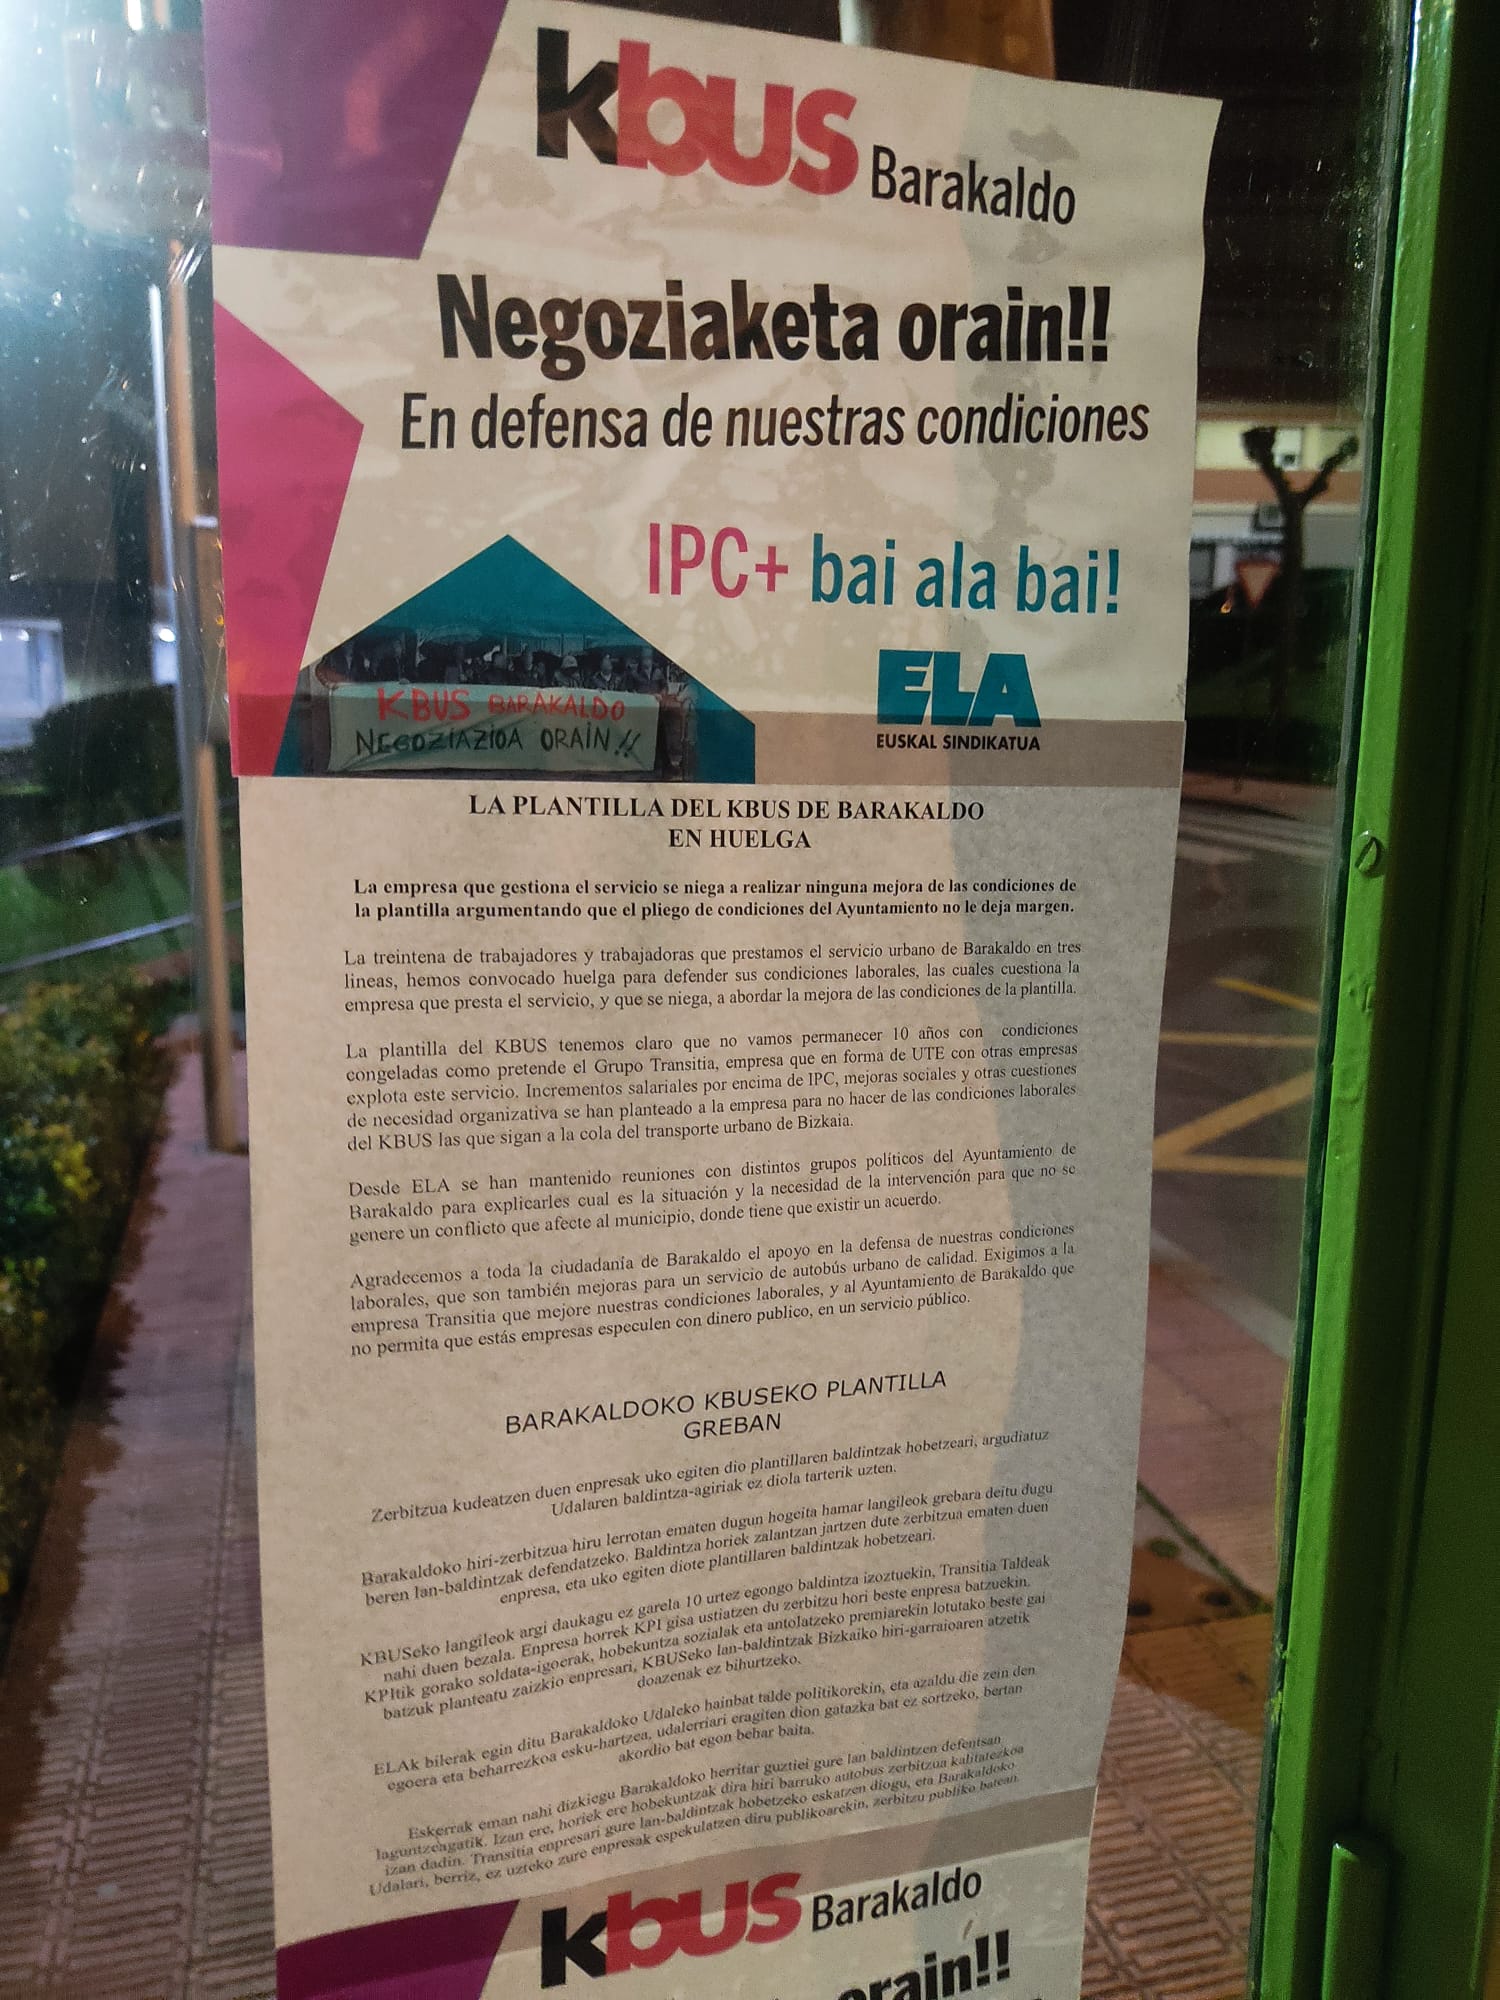 kbus Barakaldo
Negoziaketa orain!!
En defensa de nuestras condiciones
IPC+ bai ala bai!
KBUS BARAKALDO
NEGOZIAZIOA ORAIN!!
ELA
EUSKAL SINDIKATUA
LA PLANTILLA DEL KBUS DE BARAKALDO
EN HUELGA
La empresa que gestiona el servicio se niega a realizar ninguna mejora de las condiciones de
la plantilla argumentando que el pliego de condiciones del Ayuntamiento no le deja margen.
La treintena de trabajadores y trabajadoras que prestamos el servicio urbano de Barakaldo en tres
lineas, hemos convocado huelga para defender sus condiciones laborales, las cuales cuestiona la
empresa que presta el servicio, y que se niega, a abordar la mejora de las condiciones de la plantilla.
La plantilla del KBUS tenemos claro que no vamos permanecer 10 años con condiciones
congeladas como pretende el Grupo Transitia, empresa que en forma de UTE con otras empresas
explota este servicio. Incrementos salariales por encima de IPC, mejoras sociales y otras cuestiones
de necesidad organizativa se han planteado a la empresa para no hacer de las condiciones laborales
del KBUS las que sigan a la cola del transporte urbano de Bizkaia.
Desde ELA se han mantenido reuniones con distintos grupos políticos del Ayuntamiento de
Barakaldo para explicarles cual es la situación y la necesidad de la intervención para que no se
genere un conflicto que afecte al municipio, donde tiene que existir un acuerdo.
Agradecemos a toda la ciudadanía de Barakaldo el apoyo en la defensa de nuestras condiciones
laborales, que son también mejoras para un servicio de autobús urbano de calidad. Exigimos a la
empresa Transitia que mejore nuestras condiciones laborales, y al Ayuntamiento de Barakaldo que
no permita que estás empresas especulen con dinero publico, en un servicio público.
BARAKALDOKO KBUSEKO PLANTILLA
GREBAN
Zerbitzua kudeatzen duen enpresak uko egiten dio plantillaren baldintzak hobetzeari, argudiatuz
Udalaren baldintza-agiriak ez diola tarterik uzten.
Barakaldoko hiri-zerbitzua hiru lerrotan ematen dugun hogeita hamar langileok grebara deitu dugu
beren lan-baldintzak defendatzeko. Baldintza horiek zalantzan jartzen dute zerbitzua ematen duen
enpresa, eta uko egiten diote plantillaren baldintzak hobetzeari.
KBUSeko langileok argi daukagu ez garela 10 urtez egongo baldintza izoztuekin, Transitia Taldeak
nahi duen bezala. Enpresa horrek KPI gisa ustiatzen du zerbitzu hori beste enpresa batzuekin.
KPItik gorako soldata-igoerak, hobekuntza sozialak eta antolatzeko premiarekin lotutako beste gai
batzuk planteatu zaizkio enpresari, KBUSeko lan-baldintzak Bizkaiko hiri-garraioaren atzetik
doazenak ez bihurtzeko.
ELAk bilerak egin ditu Barakaldoko Udaleko hainbat talde politikorekin, eta azaldu die zein den
egoera eta beharrezkoa esku-hartzea, udalerriari eragiten dion gatazka bat ez sortzeko, bertan
akordio bat egon behar baita.
Eskerrak eman nahi dizkiegu Barakaldoko herritar guztiei gure lan baldintzen defentsan
laguntzeagatik. Izan ere, horiek ere hobekuntzak dira hiri barruko autobus zerbitzua kalitatezkoa
izan dadin. Transitia enpresari gure lan-baldintzak hobetzeko eskatzen diogu, eta Barakaldoko
Udalari, berriz, ez uzteko zure enpresak espekulatzen diru publikoarekin, zerbitzu publiko batean.
kbus Barakaldo
orain!!